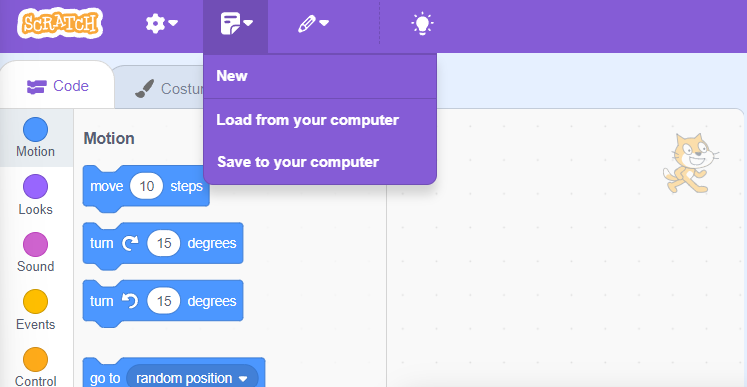 SCRATCH
New
Load from your computer
Save to your computer
Code
Costu
Motion
Looks
Sound
Events
Control
Motion
move 10 steps
turn 15 degrees
turn 15 degrees
go to random position